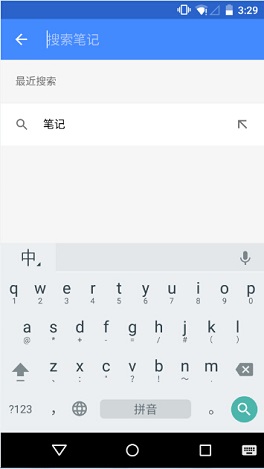 3:29
搜索笔记
最近搜索
笔记
中
q w e r t y u i o p
1 2 3 4 5 6 7 8 9 0
a s d f g h j k l
@ * + - = / # ( )
z x c v b n m
、 : " ? ! ~ .
?123 , 拼音 。